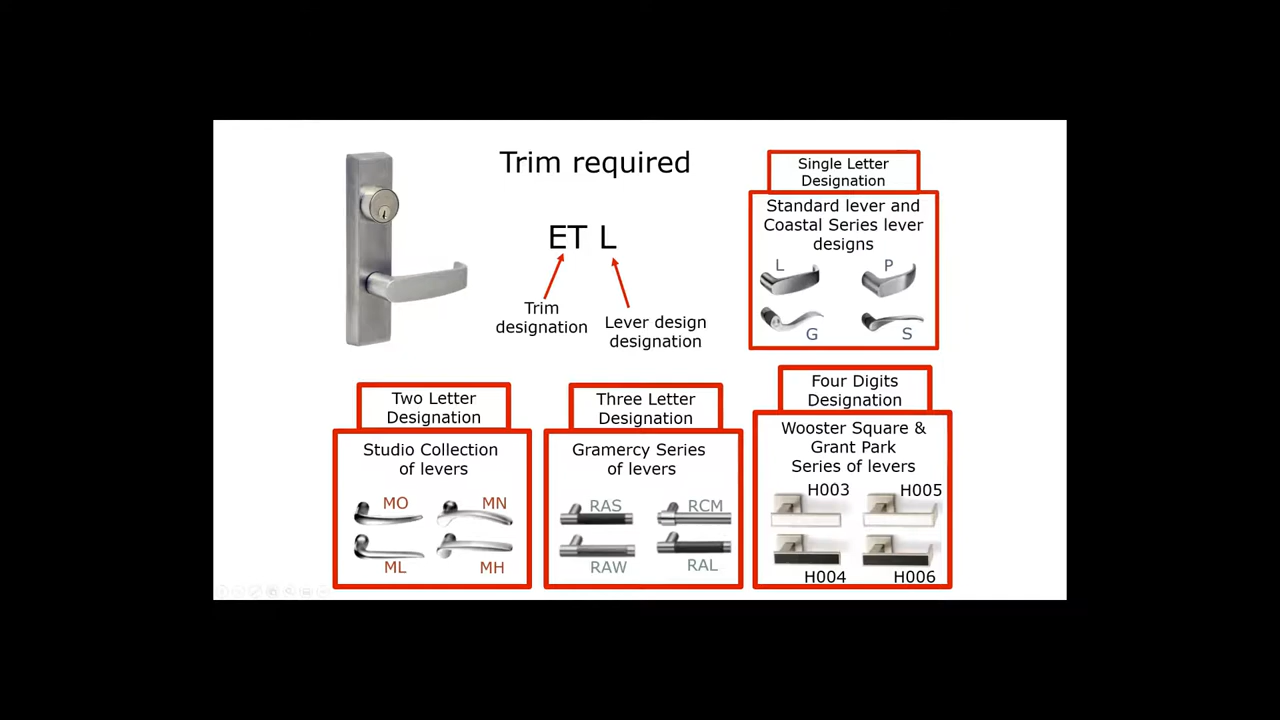 Trim required
ET L
Trim
designation
Lever design
designation
Single Letter
Designation
Standard lever and
Coastal Series lever
designs
L
P
G
S
Two Letter
Designation
Studio Collection
of levers
MO
MN
ML
MH
Three Letter
Designation
Gramercy Series
of levers
RAS
RCM
RAW
RAL
Four Digits
Designation
Wooster Square &
Grant Park
Series of levers
H003
H005
H004
H006